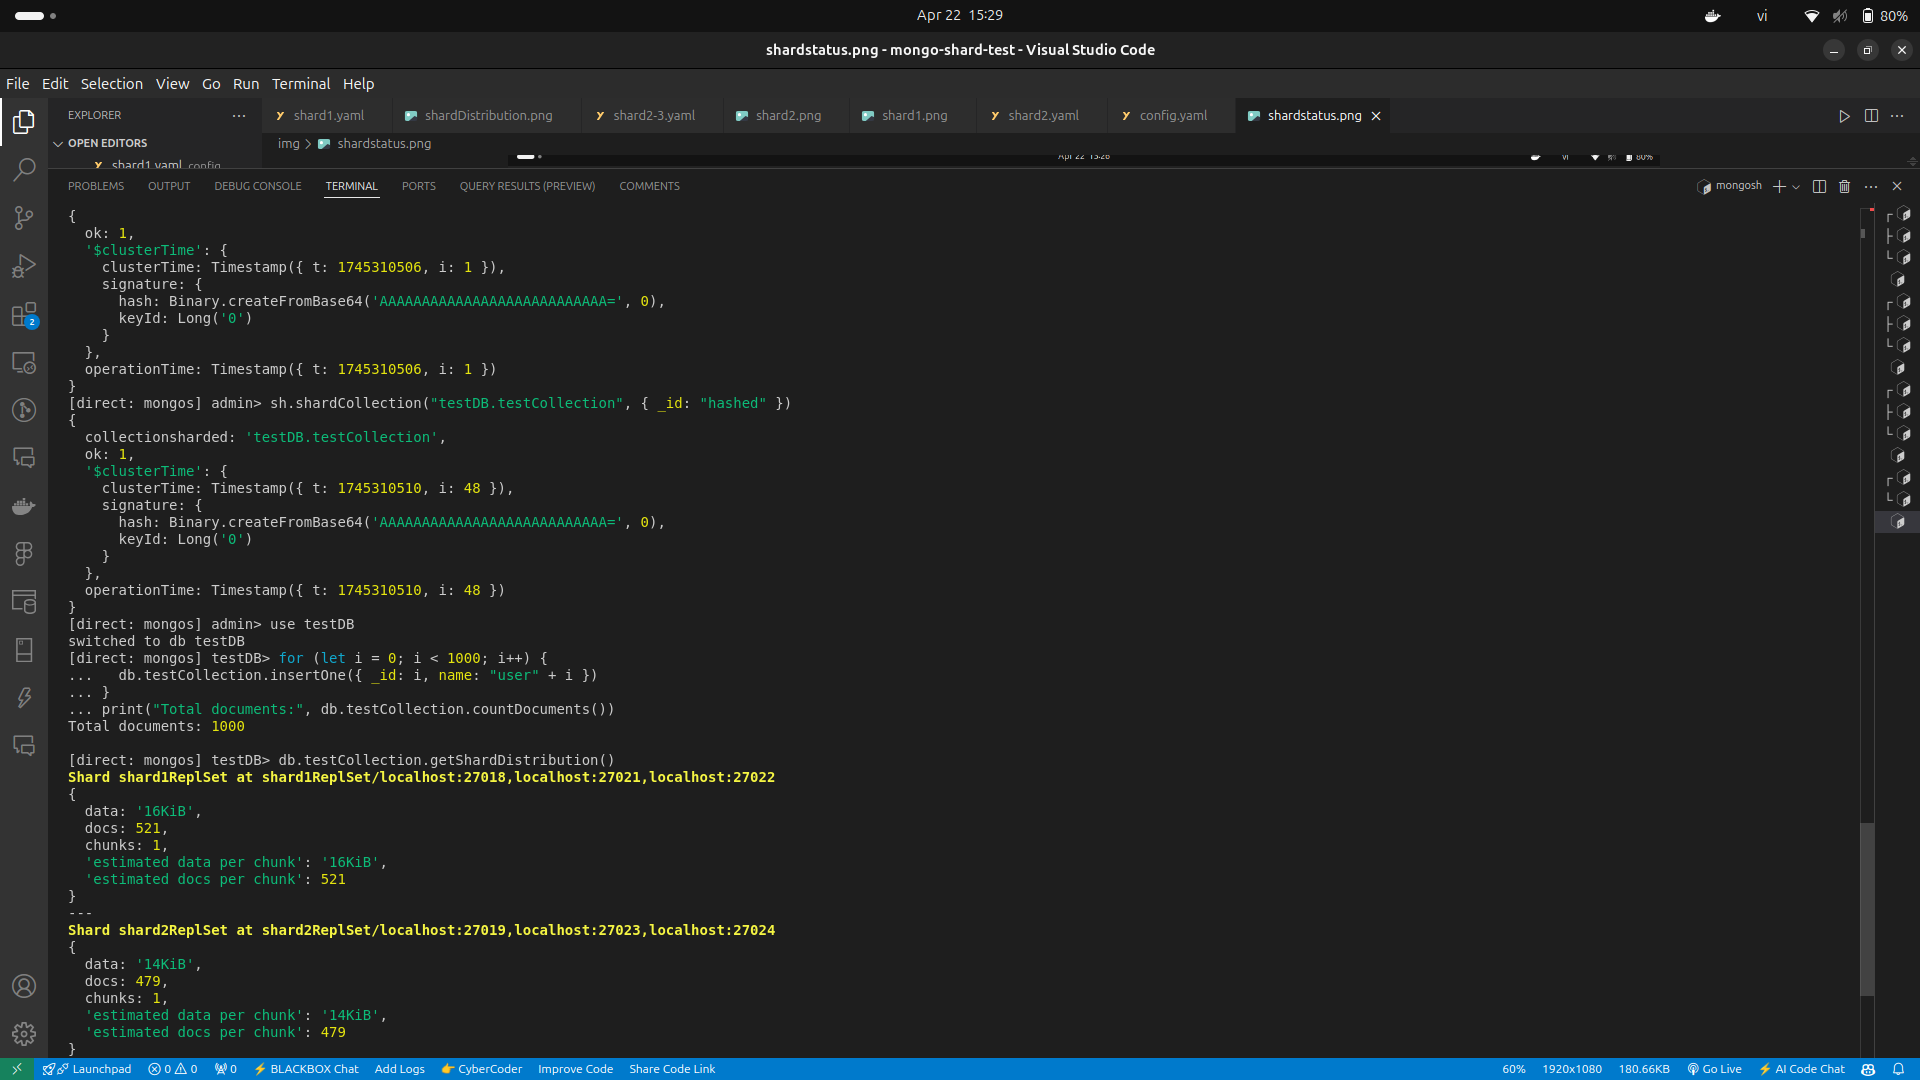 Apr 22 15:29
vi
80%
shardstatus.png - mongo-shard-test - Visual Studio Code
File Edit Selection View Go Run Terminal Help
EXPLORER
shard1.yaml
shardDistribution.png
shard2-3.yaml
shard2.png
shard1.png
shard2.yaml
config.yaml
shardstatus.png
OPEN EDITORS
img > shardstatus.png
shard1.yaml config
Apr 22 15:28
vi
80%
PROBLEMS OUTPUT DEBUG CONSOLE TERMINAL PORTS QUERY RESULTS (PREVIEW) COMMENTS
mongosh
{
  ok: 1,
  '$clusterTime': {
    clusterTime: Timestamp({ t: 1745310506, i: 1 }),
    signature: {
      hash: Binary.createFromBase64('AAAAAAAAAAAAAAAAAAAAAAAAAAA=', 0),
      keyId: Long('0')
    }
  },
  operationTime: Timestamp({ t: 1745310506, i: 1 })
}
[direct: mongos] admin> sh.shardCollection("testDB.testCollection", { _id: "hashed" })
{
  collectionsharded: 'testDB.testCollection',
  ok: 1,
  '$clusterTime': {
    clusterTime: Timestamp({ t: 1745310510, i: 48 }),
    signature: {
      hash: Binary.createFromBase64('AAAAAAAAAAAAAAAAAAAAAAAAAAA=', 0),
      keyId: Long('0')
    }
  },
  operationTime: Timestamp({ t: 1745310510, i: 48 })
}
[direct: mongos] admin> use testDB
switched to db testDB
[direct: mongos] testDB> for (let i = 0; i < 1000; i++) {
...   db.testCollection.insertOne({ _id: i, name: "user" + i })
... }
... print("Total documents:", db.testCollection.countDocuments())
Total documents: 1000
[direct: mongos] testDB> db.testCollection.getShardDistribution()
Shard shard1ReplSet at shard1ReplSet/localhost:27018,localhost:27021,localhost:27022
{
  data: '16KiB',
  docs: 521,
  chunks: 1,
  'estimated data per chunk': '16KiB',
  'estimated docs per chunk': 521
}
---
Shard shard2ReplSet at shard2ReplSet/localhost:27019,localhost:27023,localhost:27024
{
  data: '14KiB',
  docs: 479,
  chunks: 1,
  'estimated data per chunk': '14KiB',
  'estimated docs per chunk': 479
}
2
Launchpad
0 0
0
BLACKBOX Chat
Add Logs
CyberCoder
Improve Code
Share Code Link
60%
1920x1080
180.66KB
Go Live
AI Code Chat